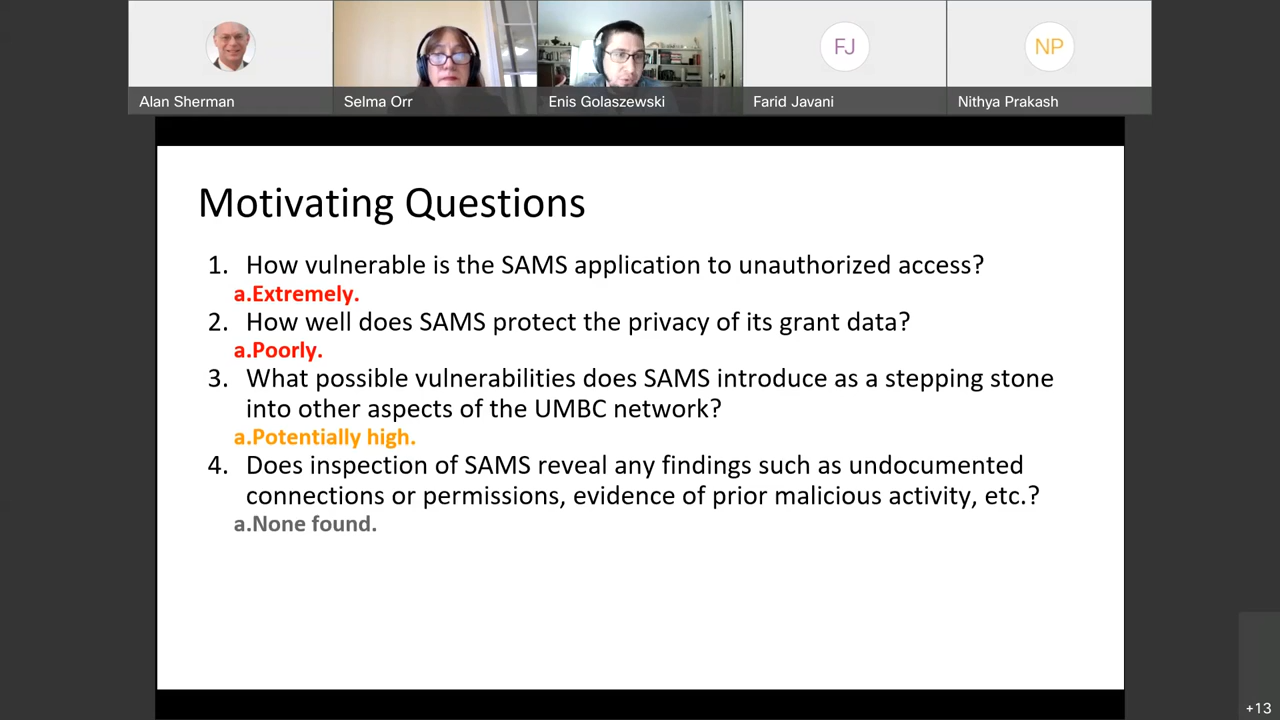 Alan Sherman
Selma Orr
Enis Golaszewski
FJ
Farid Javani
NP
Nithya Prakash
Motivating Questions
1. How vulnerable is the SAMS application to unauthorized access?
a.Extremely.
2. How well does SAMS protect the privacy of its grant data?
a.Poorly.
3. What possible vulnerabilities does SAMS introduce as a stepping stone
into other aspects of the UMBC network?
a.Potentially high.
4. Does inspection of SAMS reveal any findings such as undocumented
connections or permissions, evidence of prior malicious activity, etc.?
a.None found.
+13